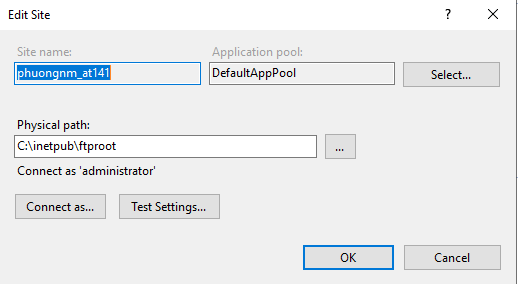 Edit Site
?
Site name:
Application pool:
phuongnm_at141
DefaultAppPool
Select...
Physical path:
C:\inetpub\ftproot
...
Connect as 'administrator'
Connect as...
Test Settings...
OK
Cancel